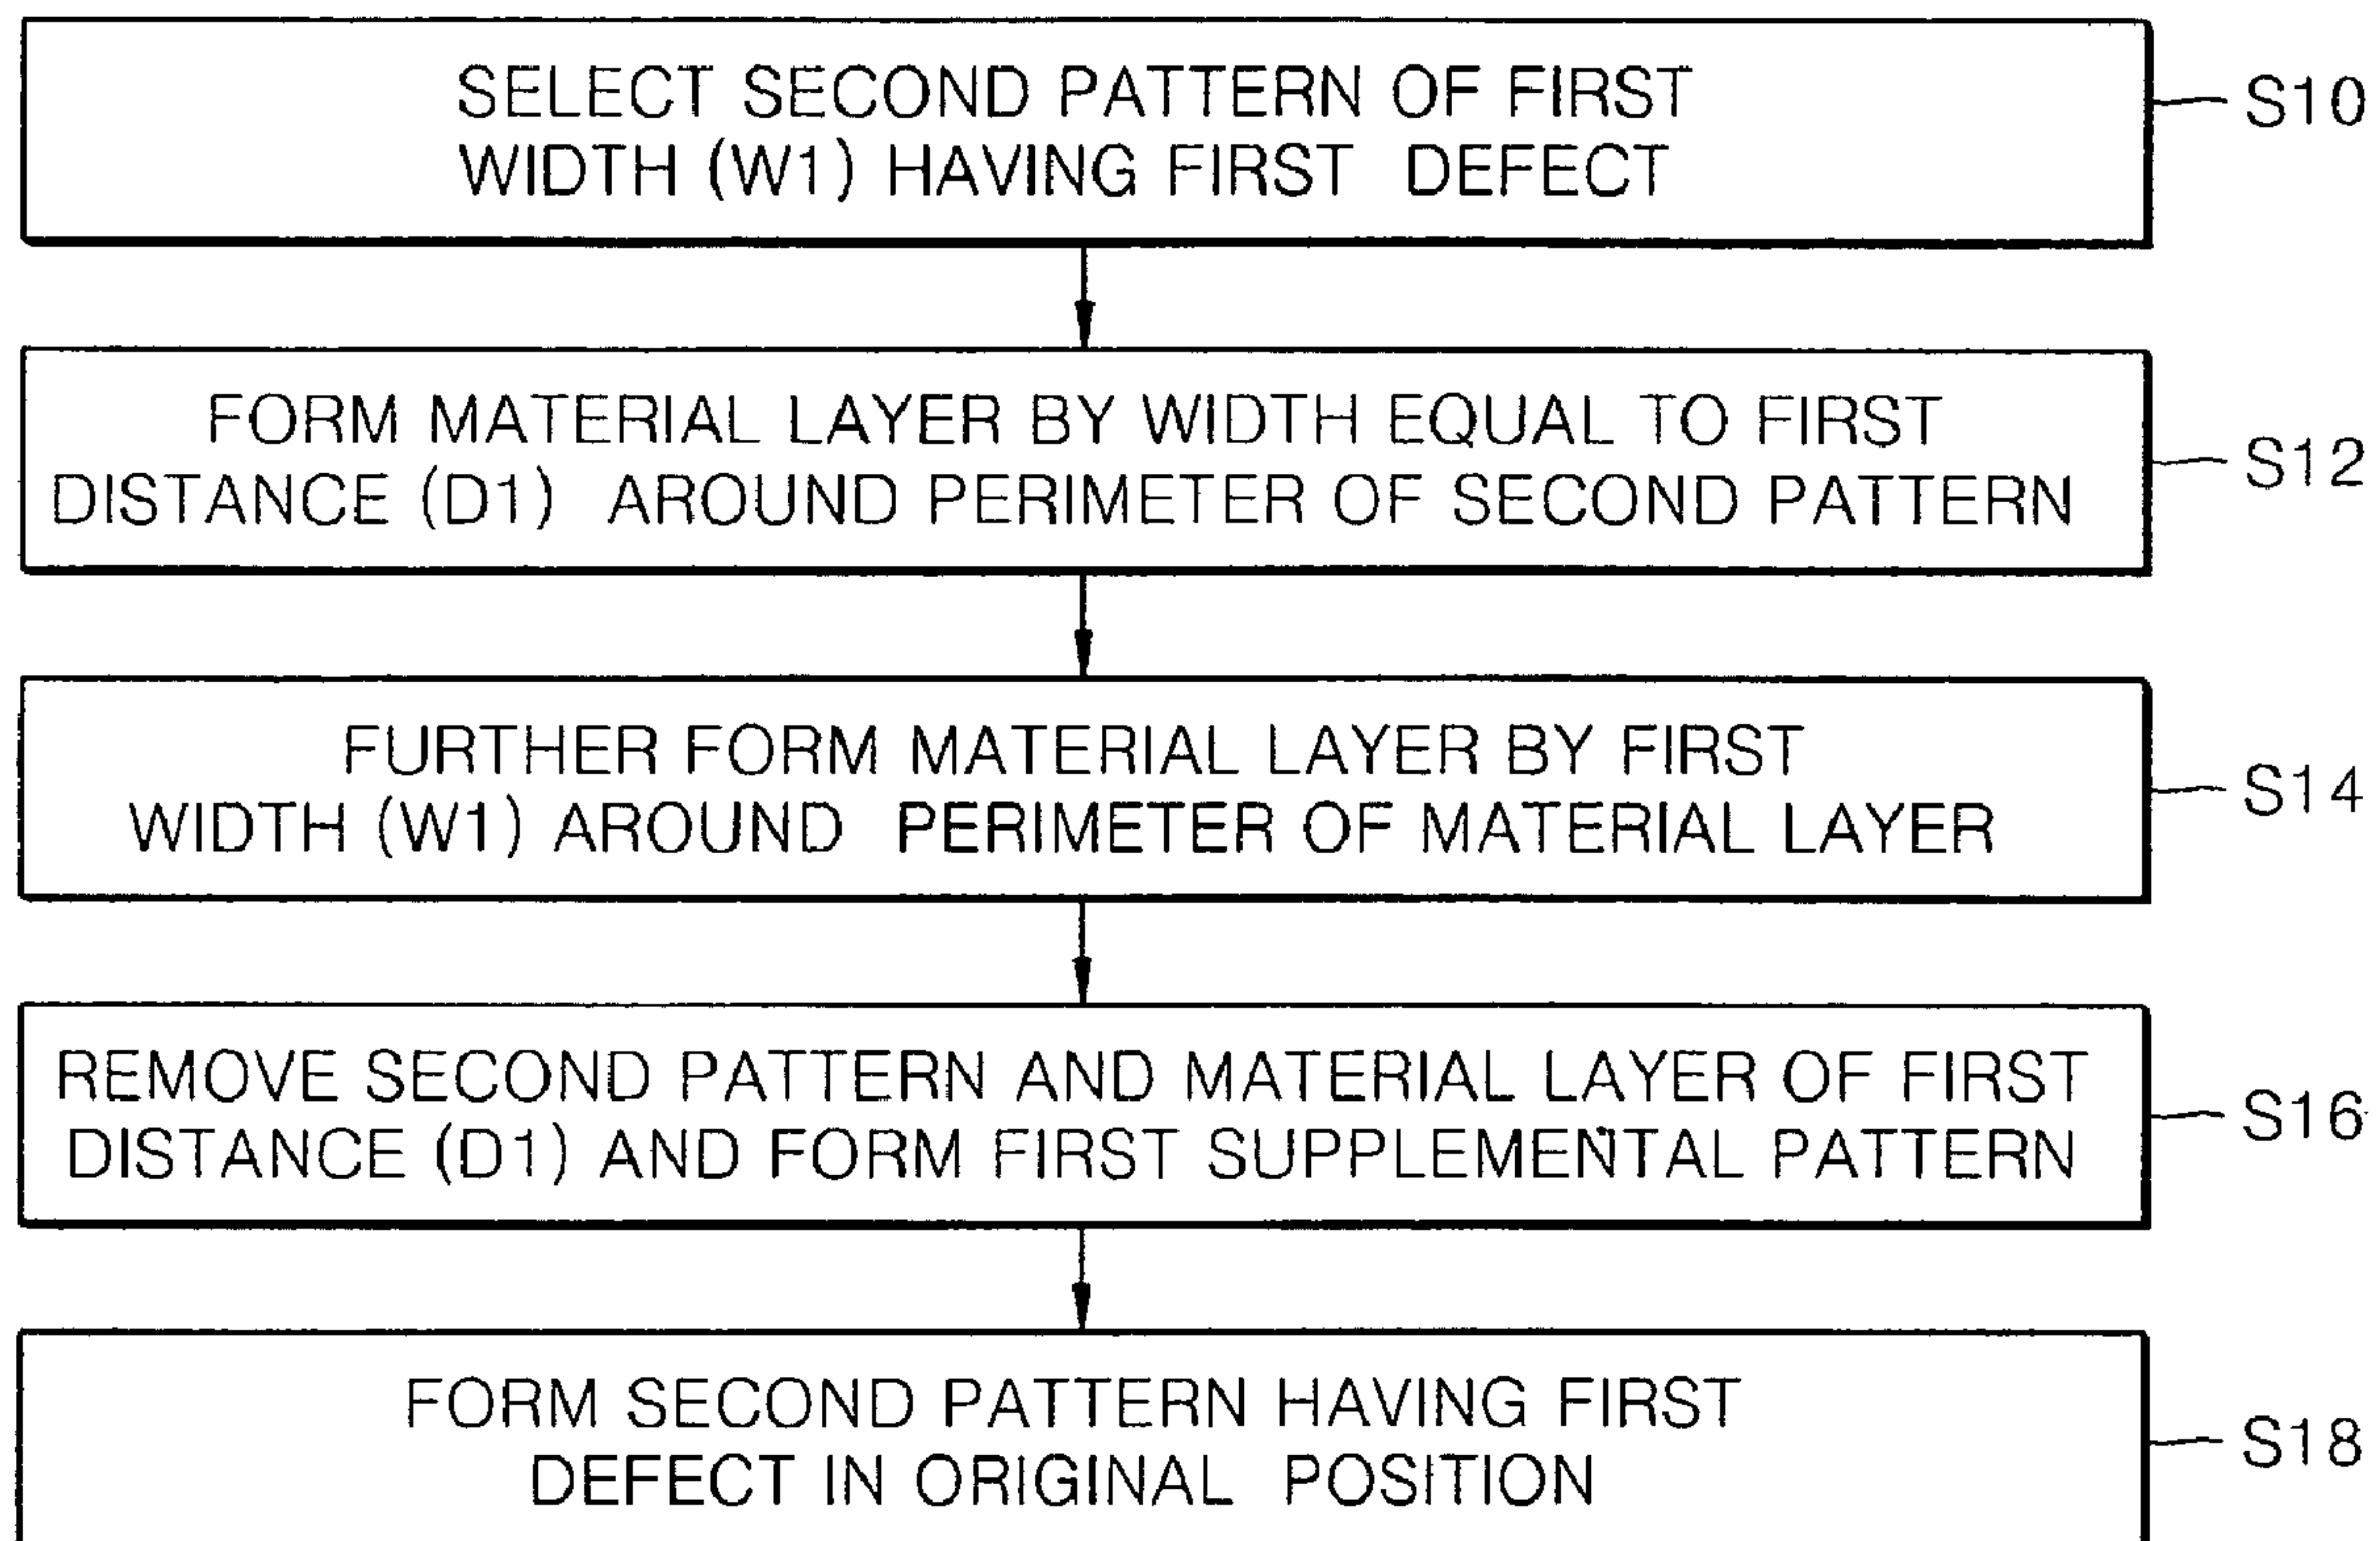 SELECT SECOND PATTERN OF FIRST
WIDTH (W1) HAVING FIRST DEFECT
S10
FORM MATERIAL LAYER BY WIDTH EQUAL TO FIRST
DISTANCE (D1) AROUND PERIMETER OF SECOND PATTERN
S12
FURTHER FORM MATERIAL LAYER BY FIRST
WIDTH (W1) AROUND PERIMETER OF MATERIAL LAYER
S14
REMOVE SECOND PATTERN AND MATERIAL LAYER OF FIRST
DISTANCE (D1) AND FORM FIRST SUPPLEMENTAL PATTERN
S16
FORM SECOND PATTERN HAVING FIRST
DEFECT IN ORIGINAL POSITION
S18